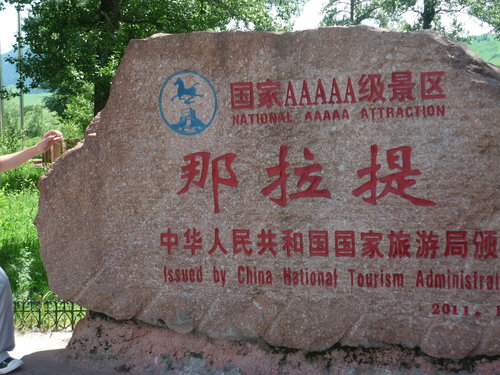 国家AAAAA级景区
NATIONAL AAAAA ATTRACTION
那拉提
中华人民共和国国家旅游局颁
Issued by China National Tourism Administrat
2011. 1